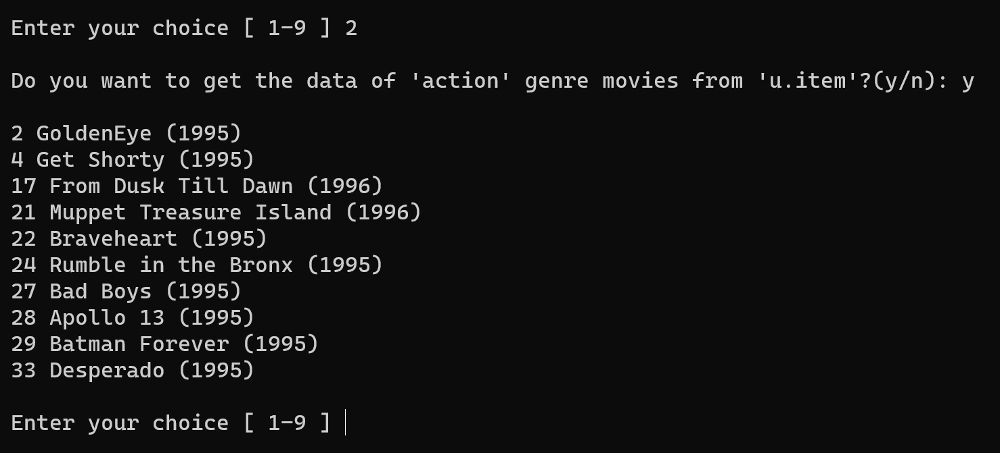 Enter your choice [ 1-9 ] 2
Do you want to get the data of 'action' genre movies from 'u.item'?(y/n): y
2 GoldenEye (1995)
4 Get Shorty (1995)
17 From Dusk Till Dawn (1996)
21 Muppet Treasure Island (1996)
22 Braveheart (1995)
24 Rumble in the Bronx (1995)
27 Bad Boys (1995)
28 Apollo 13 (1995)
29 Batman Forever (1995)
33 Desperado (1995)
Enter your choice [ 1-9 ]